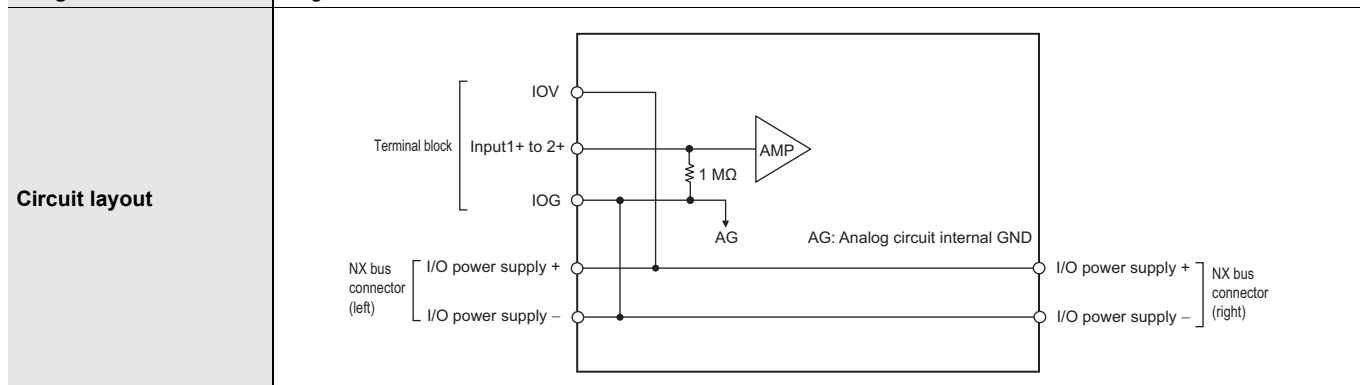 Circuit layout
Terminal block
IOV
Input1+ to 2+
IOG
AMP
1 MΩ
AG
AG: Analog circuit internal GND
NX bus
connector
(left)
I/O power supply +
I/O power supply −
I/O power supply +
I/O power supply −
NX bus
connector
(right)